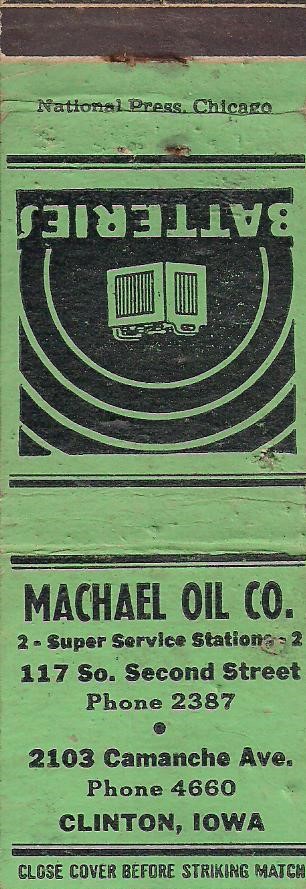 National Press, Chicago
BATTERIES
MACHAEL OIL CO.
2 - Super Service Stations - 2
117 So. Second Street
Phone 2387
•
2103 Camanche Ave.
Phone 4660
CLINTON, IOWA
CLOSE COVER BEFORE STRIKING MATCH